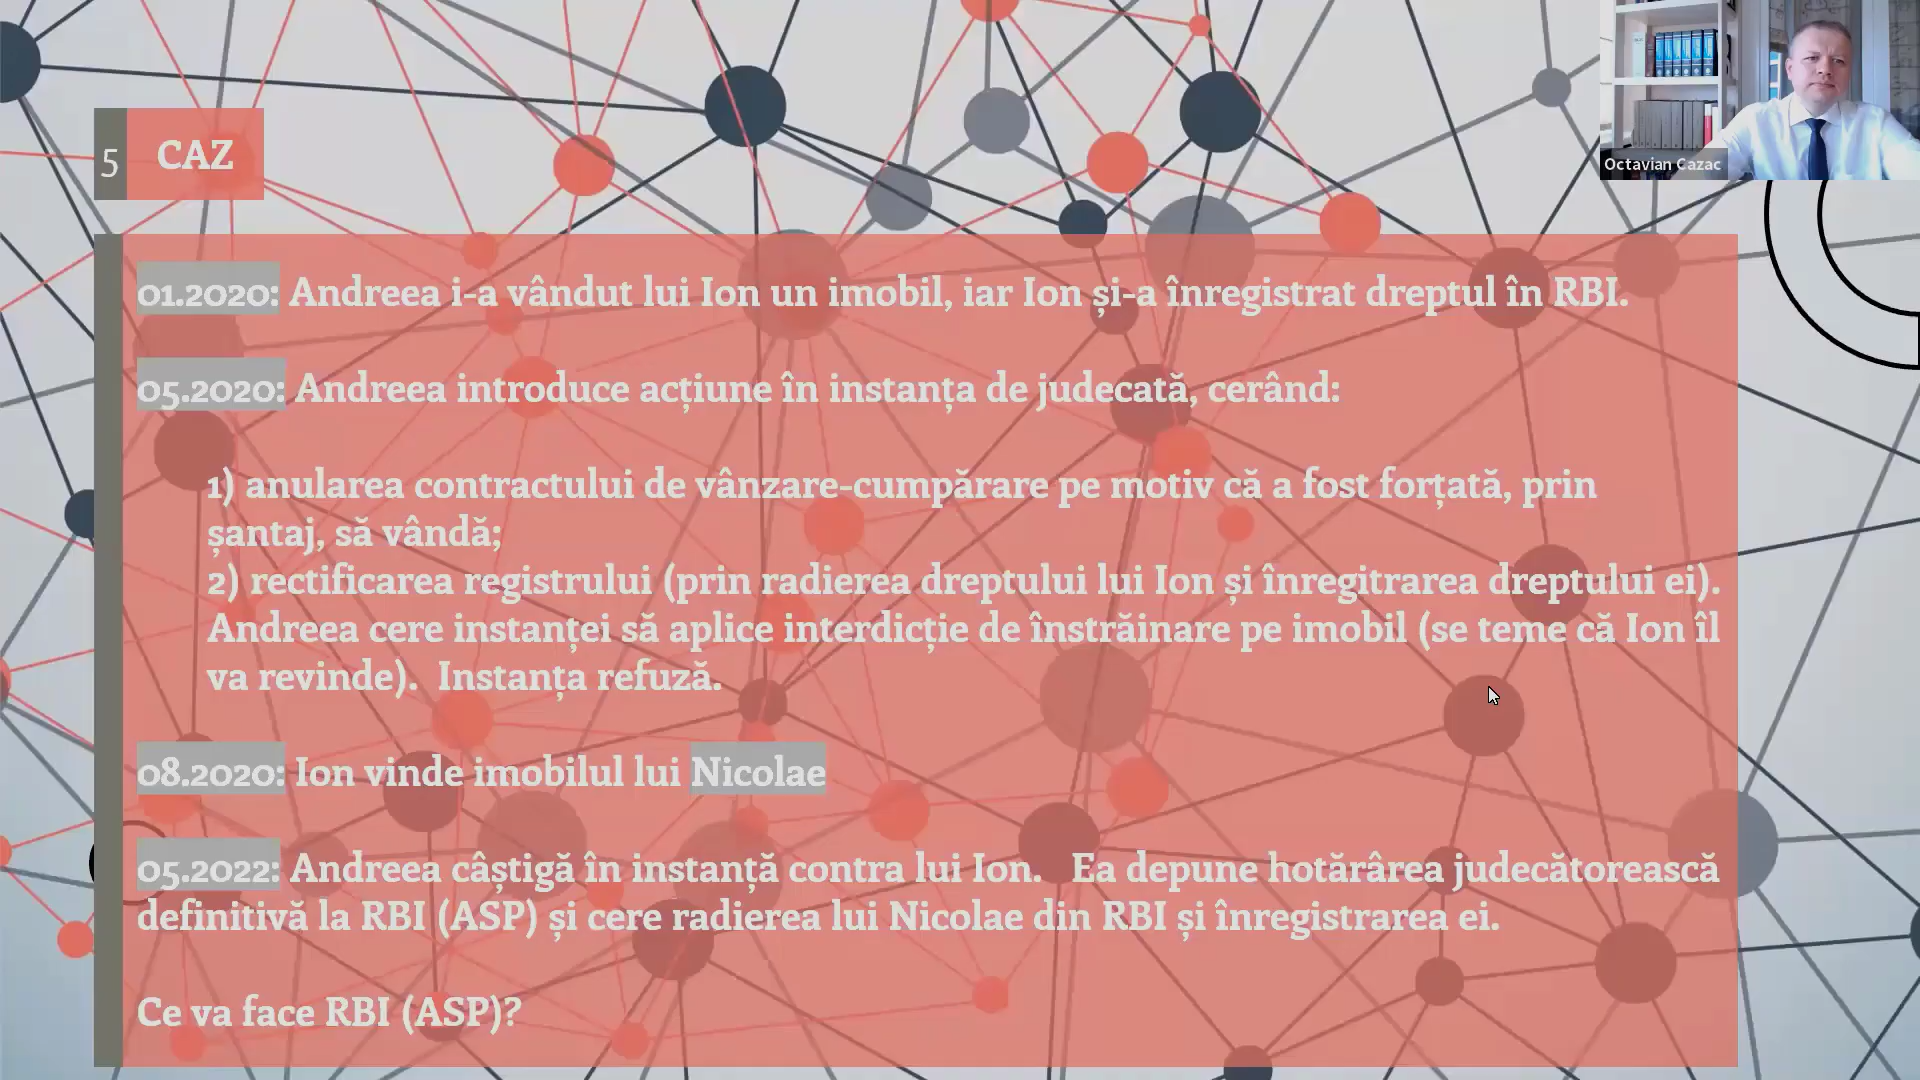 Octavian Cazac
5
CAZ
01.2020: Andreea i-a vândut lui Ion un imobil, iar Ion și-a înregistrat dreptul în RBI.
05.2020: Andreea introduce acțiune în instanța de judecată, cerând:
1) anularea contractului de vânzare-cumpărare pe motiv că a fost forțată, prin
șantaj, să vândă;
2) rectificarea registrului (prin radierea dreptului lui Ion și înregitrarea dreptului ei).
Andreea cere instanței să aplice interdicție de înstrăinare pe imobil (se teme că Ion îl
va revinde). Instanța refuză.
08.2020: Ion vinde imobilul lui Nicolae
05.2022: Andreea câștigă în instanță contra lui Ion. Ea depune hotărârea judecătorească
definitivă la RBI (ASP) și cere radierea lui Nicolae din RBI și înregistrarea ei.
Ce va face RBI (ASP)?